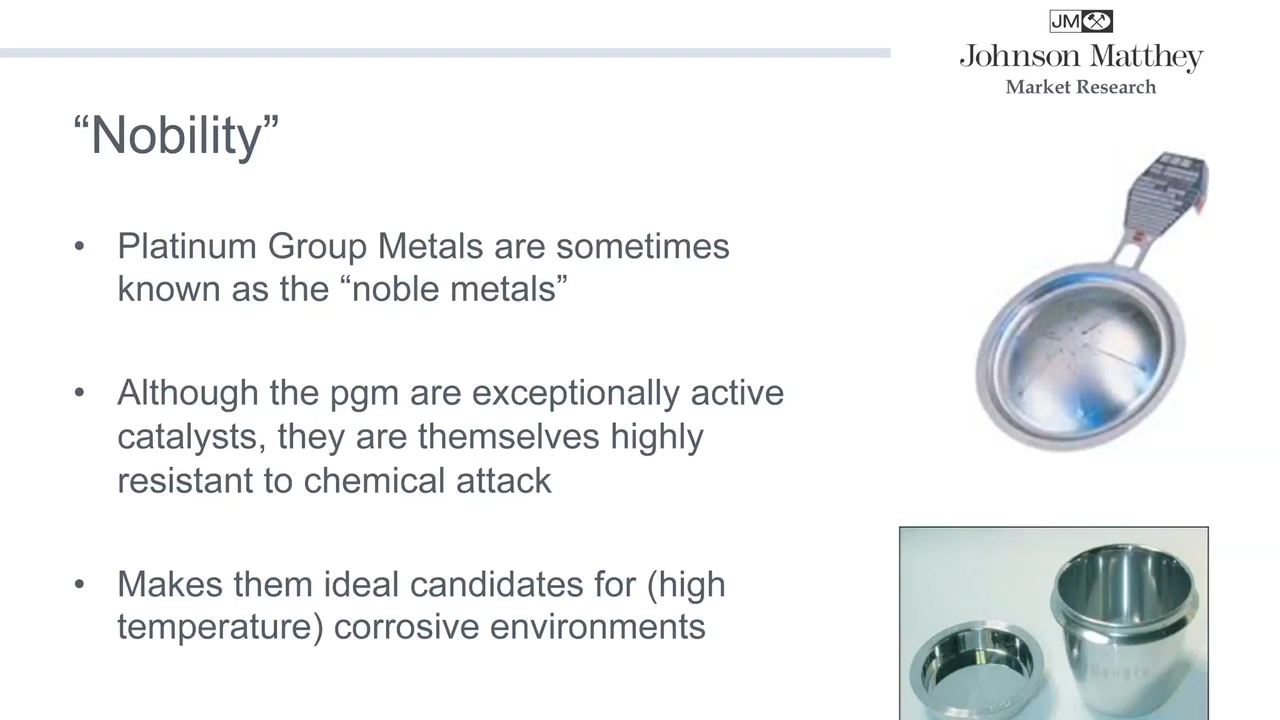 JM
Johnson Matthey
Market Research
“Nobility”
• Platinum Group Metals are sometimes
known as the “noble metals”
• Although the pgm are exceptionally active
catalysts, they are themselves highly
resistant to chemical attack
• Makes them ideal candidates for (high
temperature) corrosive environments